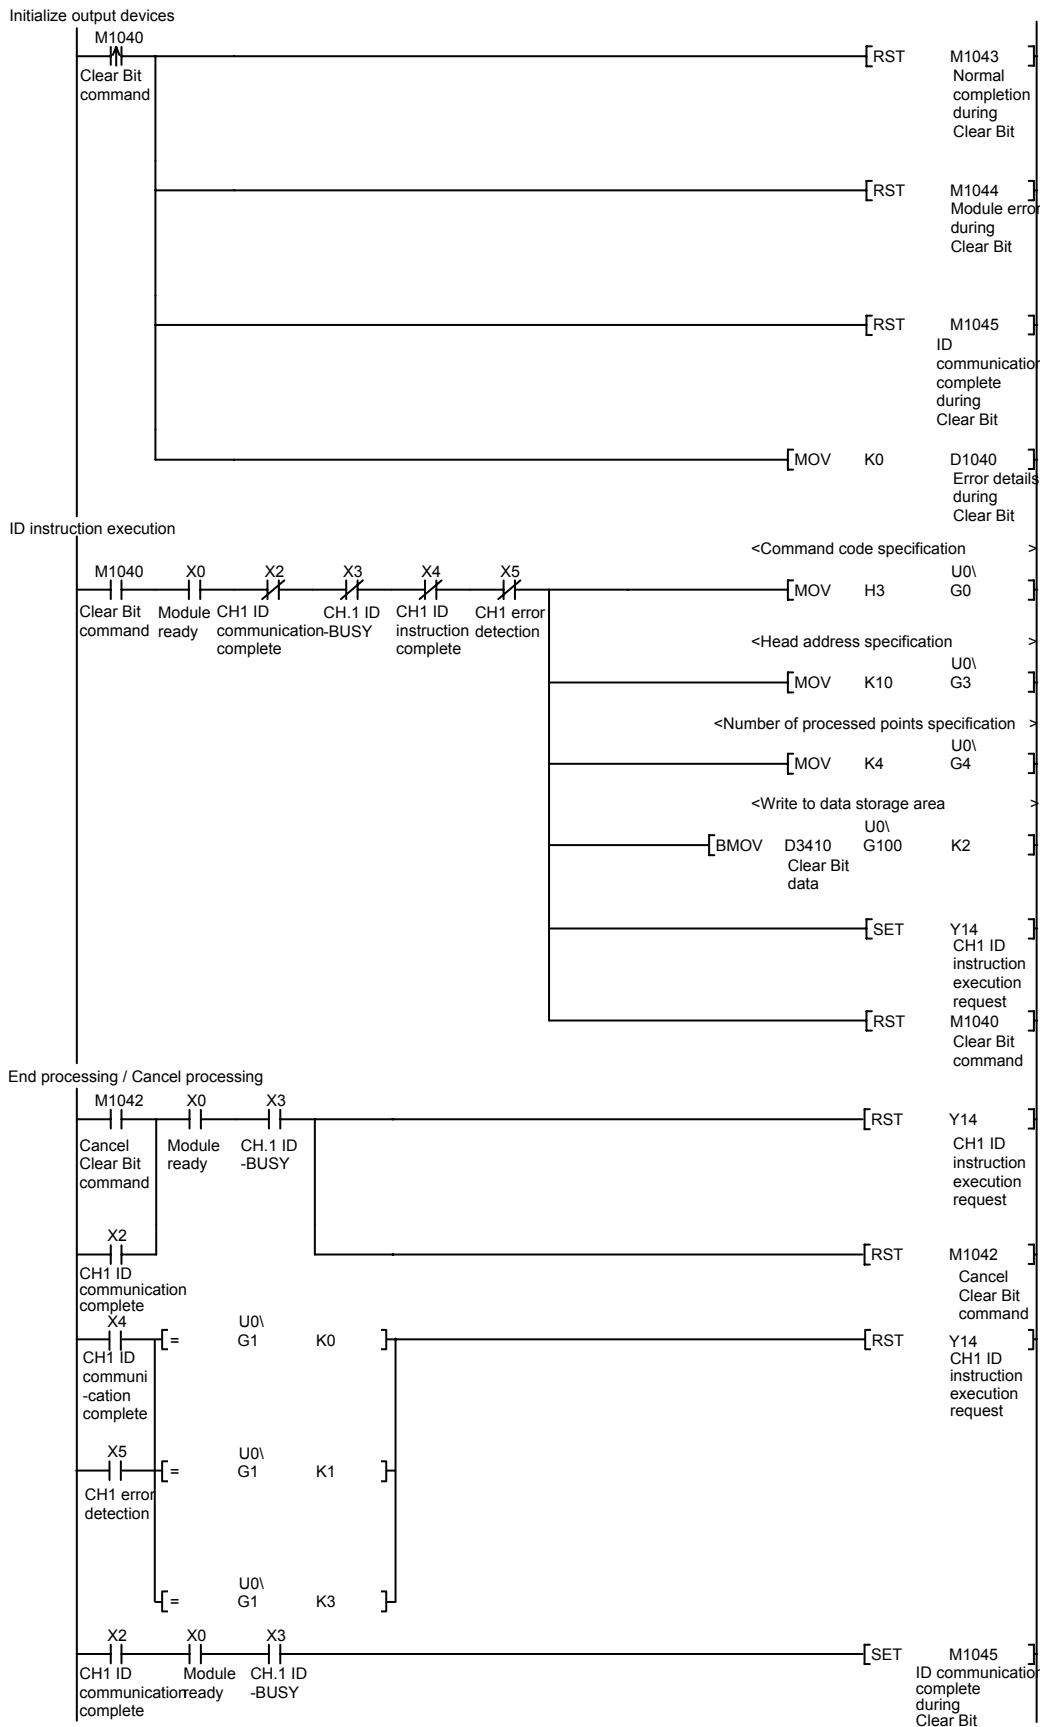 Initialize output devices
M1040
Clear Bit
command
RST M1043
Normal
completion
during
Clear Bit
RST M1044
Module error
during
Clear Bit
RST M1045
ID
communication
complete
during
Clear Bit
MOV K0 D1040
Error details
during
Clear Bit
ID instruction execution
<Command code specification >
M1040 X0 X2 X3 X4 X5
Clear Bit
command
Module
ready
CH1 ID
communication
complete
CH.1 ID
-BUSY
CH1 ID
instruction
complete
CH1 error
detection
U0\
MOV H3 G0
<Head address specification >
U0\
MOV K10 G3
<Number of processed points specification >
U0\
MOV K4 G4
<Write to data storage area >
U0\
BMOV D3410 G100 K2
Clear Bit
data
SET Y14
CH1 ID
instruction
execution
request
RST M1040
Clear Bit
command
End processing / Cancel processing
M1042 X0 X3
Cancel
Clear Bit
command
Module
ready
CH.1 ID
-BUSY
RST Y14
CH1 ID
instruction
execution
request
X2
CH1 ID
communication
complete
RST M1042
Cancel
Clear Bit
command
X4
CH1 ID
communi
-cation
complete
U0\
= G1 K0
RST Y14
CH1 ID
instruction
execution
request
X5
CH1 error
detection
U0\
= G1 K1
U0\
= G1 K3
X2 X0 X3
CH1 ID
communication
complete
Module
ready
CH.1 ID
-BUSY
SET M1045
ID communication
complete
during
Clear Bit